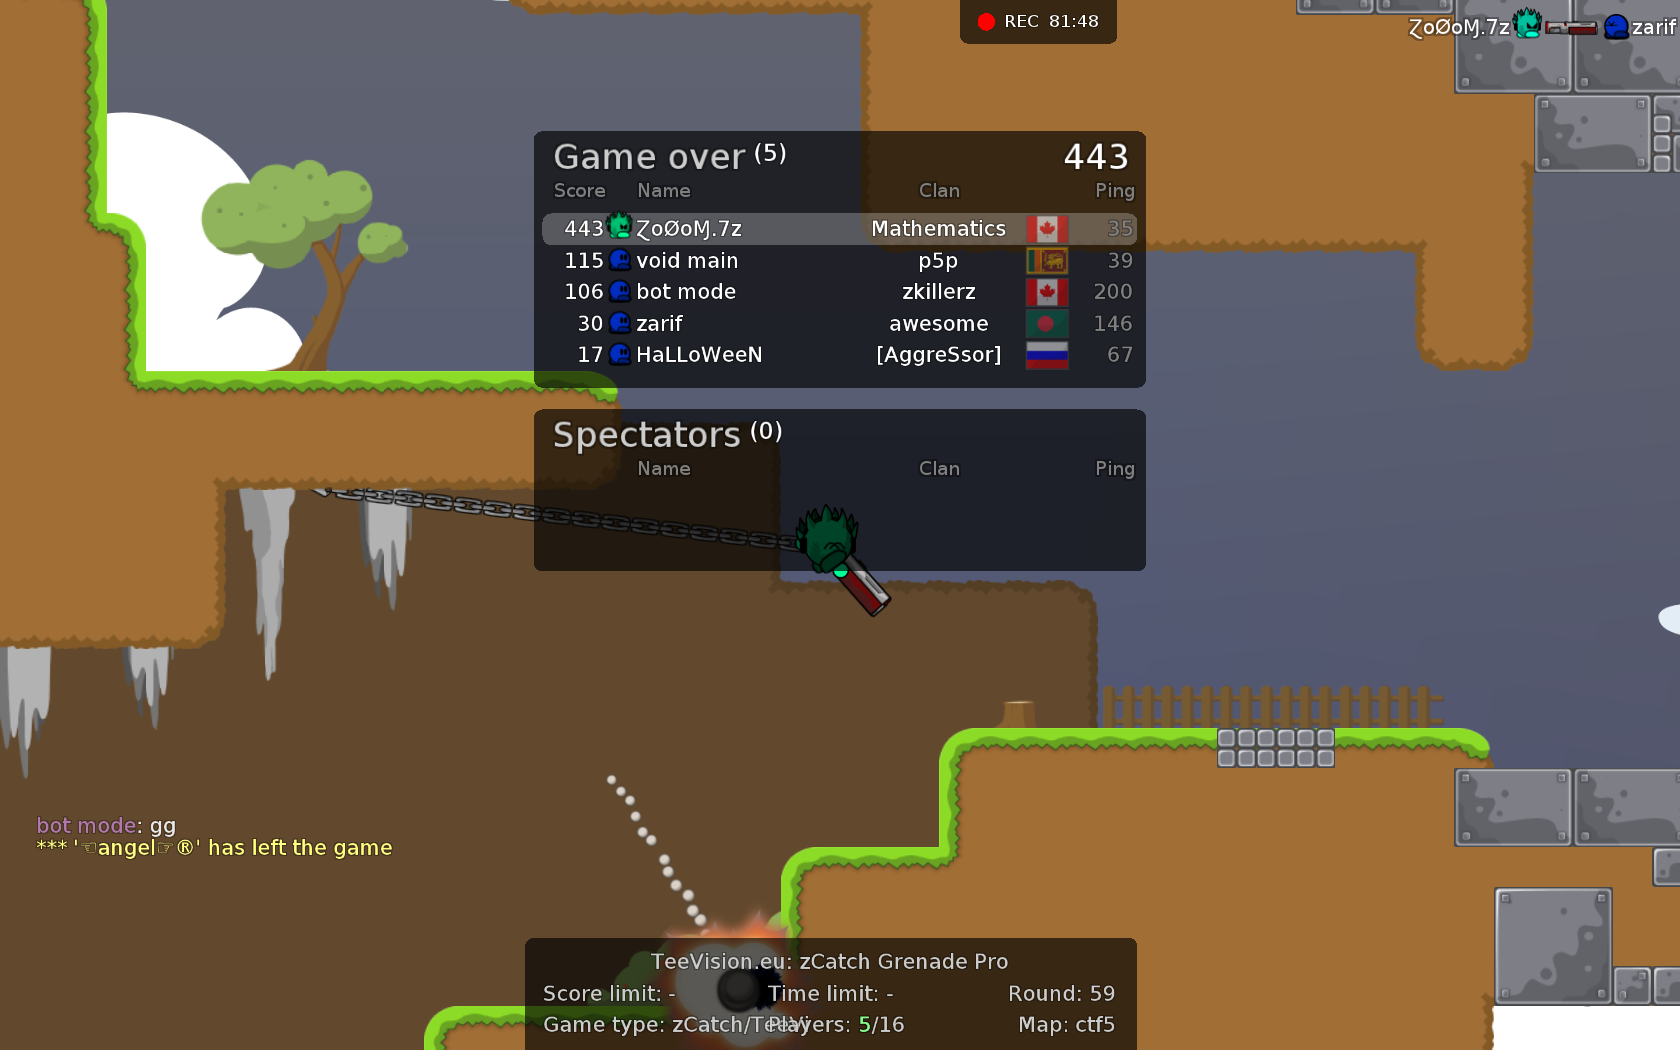 REC 81:48
ⱿoØoⱮ.7z zarif
Game over (5) 443
Score Name Clan Ping
443 ⱿoØoⱮ.7z Mathematics 35
115 void main p5p 39
106 bot mode zkillerz 200
30 zarif awesome 146
17 HaLLoWeeN [AggreSsor] 67
Spectators (0)
Name Clan Ping
bot mode: gg
*** '☜angel☞®' has left the game
TeeVision.eu: zCatch Grenade Pro
Score limit: - Time limit: - Round: 59
Game type: zCatch/TeeVi Players: 5/16 Map: ctf5